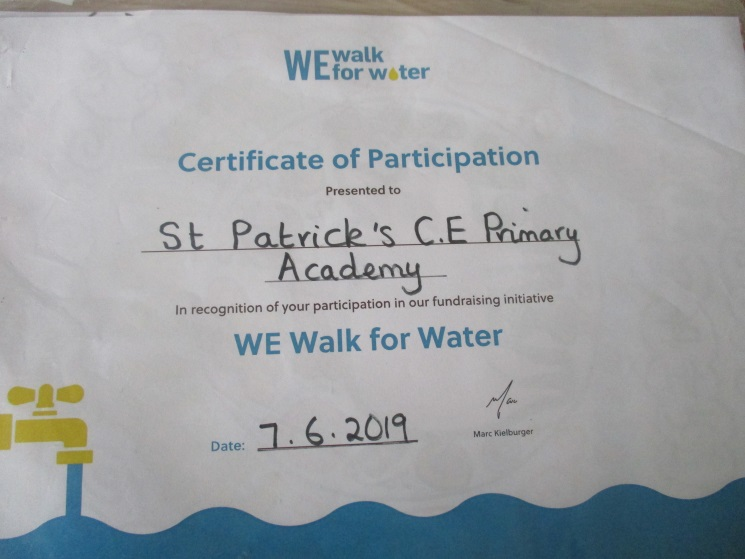 WE walk
for water
Certificate of Participation
Presented to
St Patrick's C.E Primary
Academy
In recognition of your participation in our fundraising initiative
WE Walk for Water
Date: 7.6.2019
Marc Kielburger